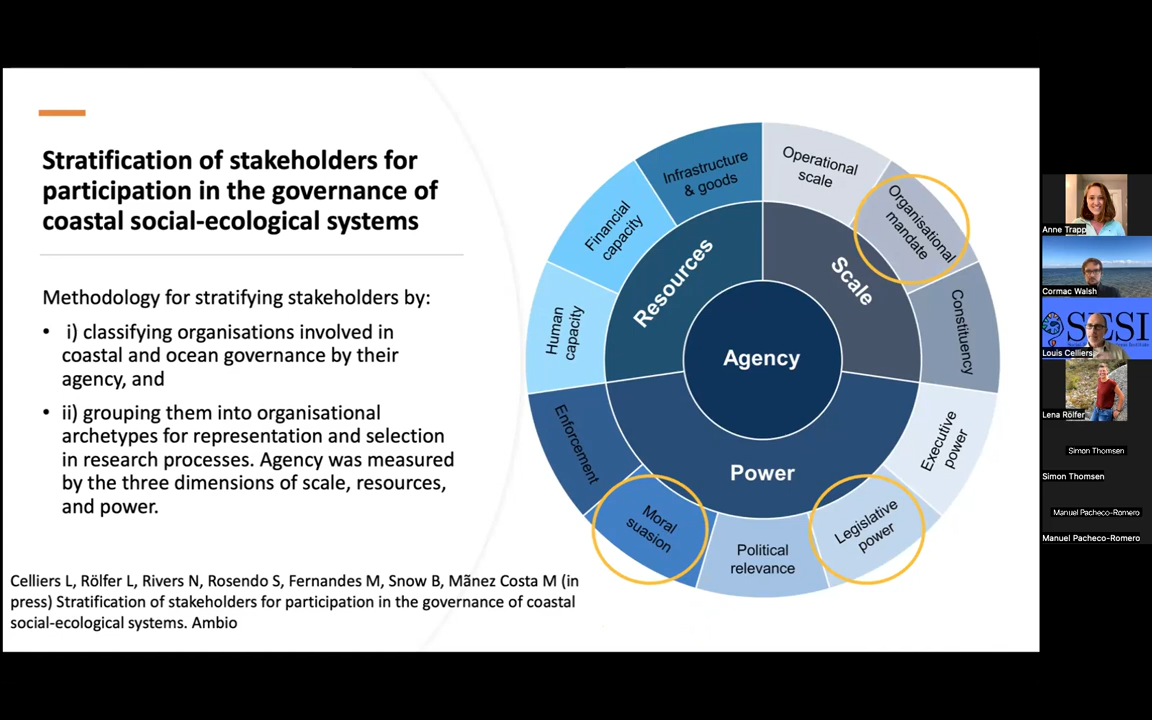 Stratification of stakeholders for
participation in the governance of
coastal social-ecological systems
Methodology for stratifying stakeholders by:
• i) classifying organisations involved in
coastal and ocean governance by their
agency, and
• ii) grouping them into organisational
archetypes for representation and selection
in research processes. Agency was measured
by the three dimensions of scale, resources,
and power.
Celliers L, Rölfer L, Rivers N, Rosendo S, Fernandes M, Snow B, Mãnez Costa M (in
press) Stratification of stakeholders for participation in the governance of coastal
social-ecological systems. Ambio
Agency
Resources
Scale
Power
Infrastructure
& goods
Operational
scale
Organisational
mandate
Constituency
Executive
power
Legislative
power
Political
relevance
Moral
suasion
Enforcement
Human
capacity
Financial
capacity
Anne Trapp
Cormac Walsh
SESI
Louis Celliers
Lena Rölfer
Simon Thomsen
Simon Thomsen
Manuel Pacheco-Romero
Manuel Pacheco-Romero